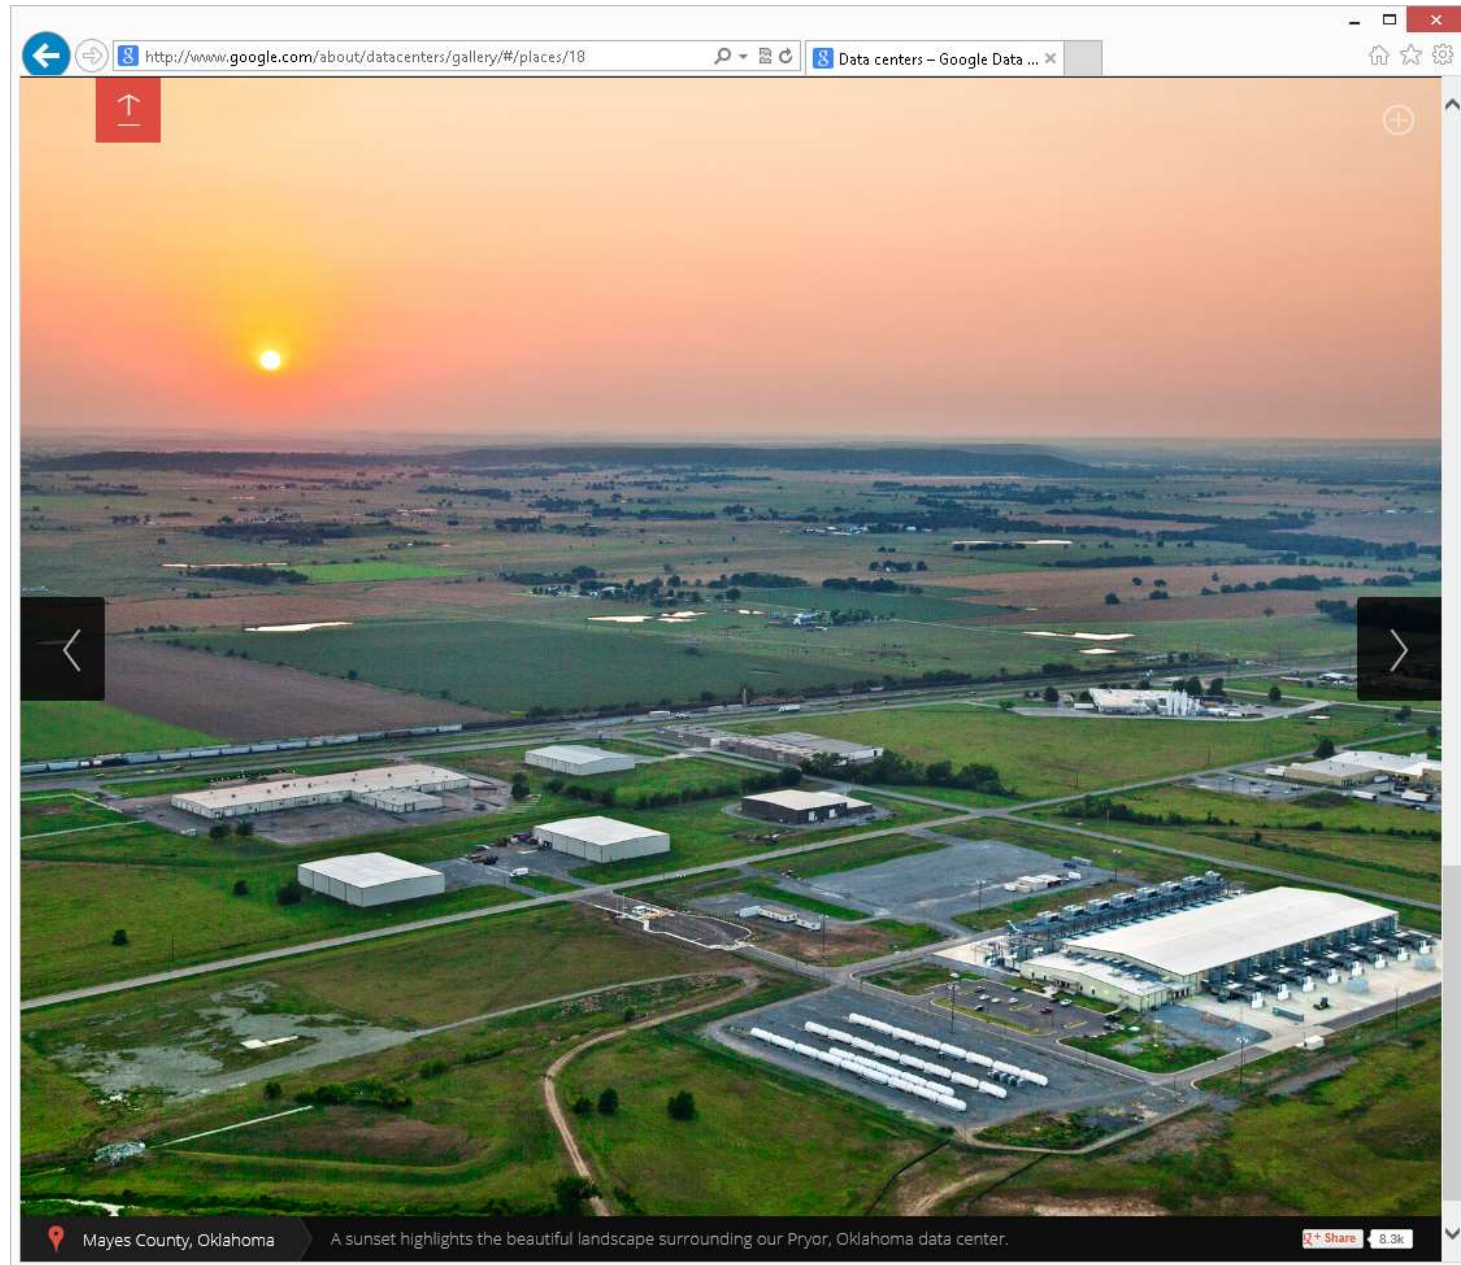 http://www.google.com/about/datacenters/gallery/#/places/18
Data centers – Google Data ...
Mayes County, Oklahoma
A sunset highlights the beautiful landscape surrounding our Pryor, Oklahoma data center.
g+ Share
8.3k